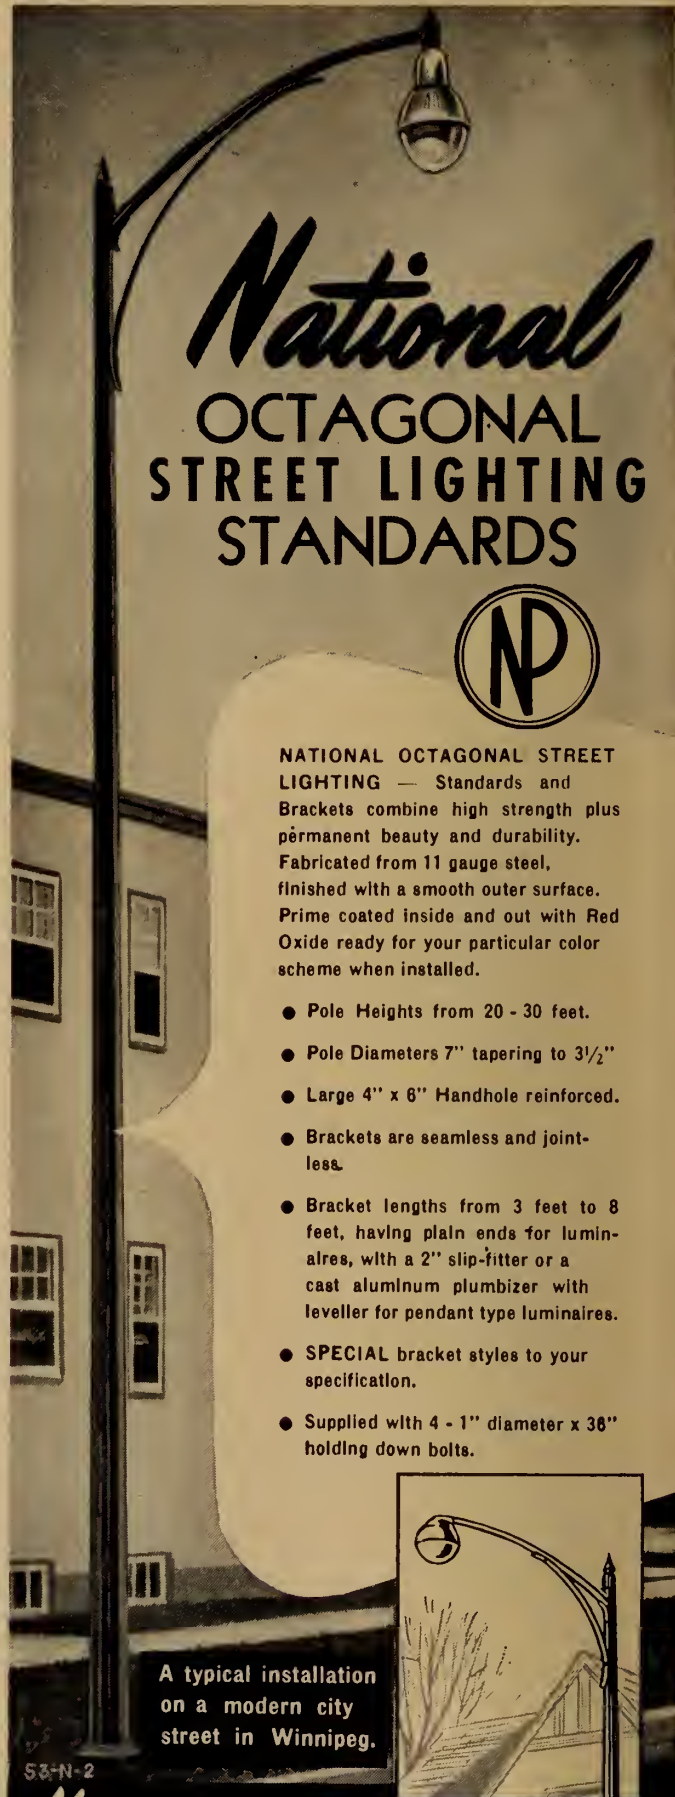 National
OCTAGONAL
STREET LIGHTING
STANDARDS
NP
NATIONAL OCTAGONAL STREET
LIGHTING — Standards and
Brackets combine high strength plus
permanent beauty and durability.
Fabricated from 11 gauge steel,
finished with a smooth outer surface.
Prime coated inside and out with Red
Oxide ready for your particular color
scheme when installed.
● Pole Heights from 20 - 30 feet.
● Pole Diameters 7" tapering to 3½"
● Large 4" x 6" Handhole reinforced.
● Brackets are seamless and joint-
less.
● Bracket lengths from 3 feet to 8
feet, having plain ends for lumin-
aires, with a 2" slip-fitter or a
cast aluminum plumbizer with
leveller for pendant type luminaires.
● SPECIAL bracket styles to your
specification.
● Supplied with 4 - 1" diameter x 36"
holding down bolts.
A typical installation
on a modern city
street in Winnipeg.
53-N-2